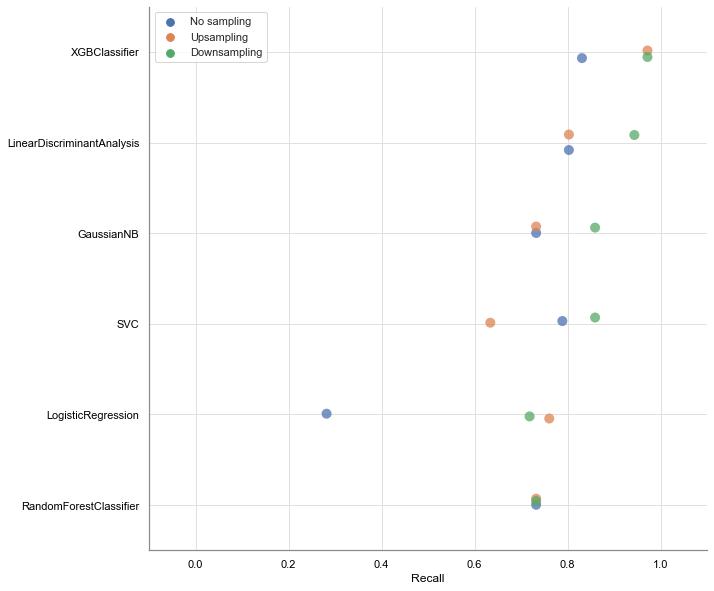 No sampling
Upsampling
Downsampling
XGBClassifier
LinearDiscriminantAnalysis
GaussianNB
SVC
LogisticRegression
RandomForestClassifier
0.0 0.2 0.4 0.6 0.8 1.0
Recall